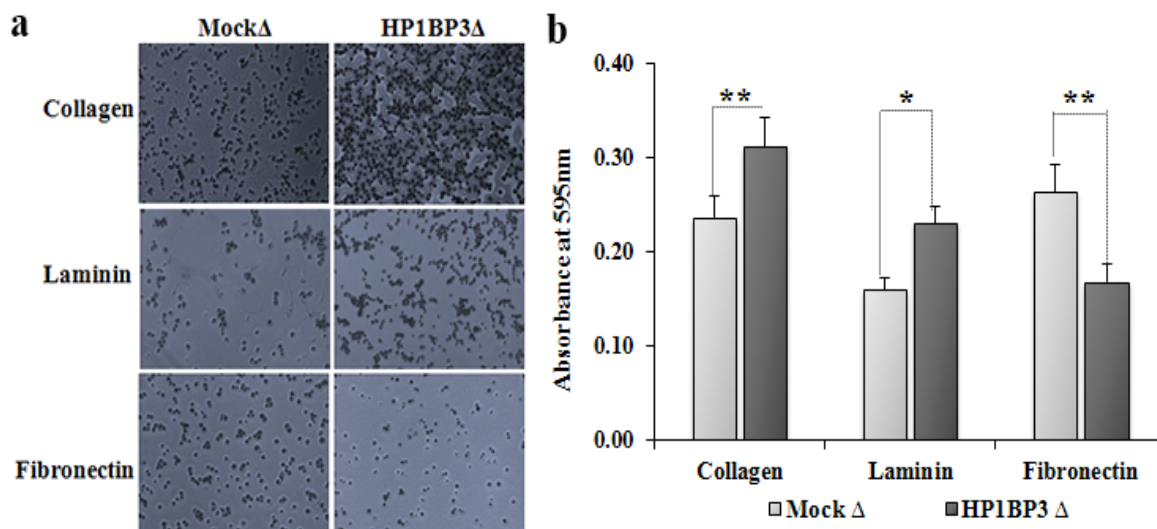 a
MockΔ HP1BP3Δ
Collagen
Laminin
Fibronectin
b
Absorbance at 595nm
0.40
0.30
0.20
0.10
0.00
** * **
Collagen Laminin Fibronectin
Mock Δ HP1BP3 Δ